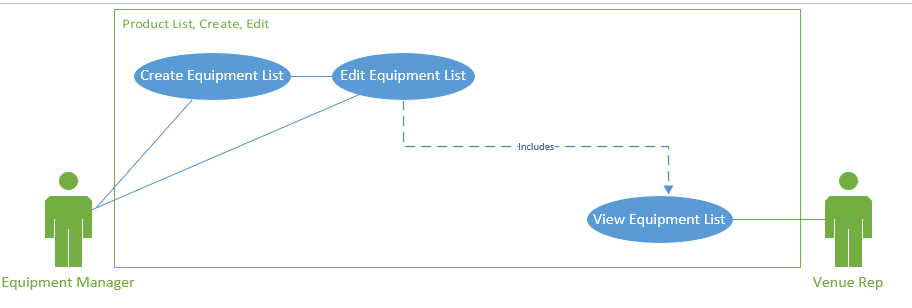 Product List, Create, Edit
Create Equipment List
Edit Equipment List
Includes
View Equipment List
Equipment Manager
Venue Rep